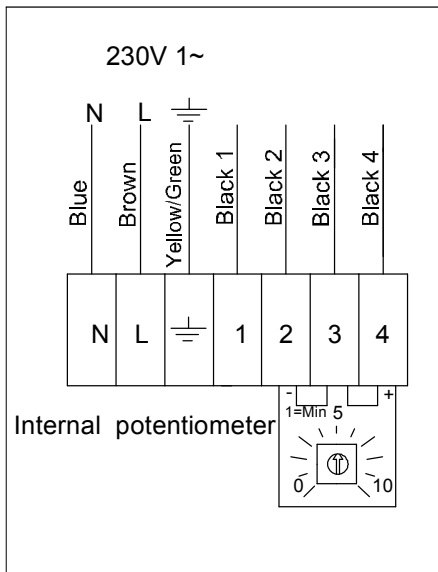 230V 1~
N L ⏚
Blue Brown Yellow/Green Black 1 Black 2 Black 3 Black 4
N L ⏚ 1 2 3 4
- +
1=Min 5
Internal potentiometer
0 10